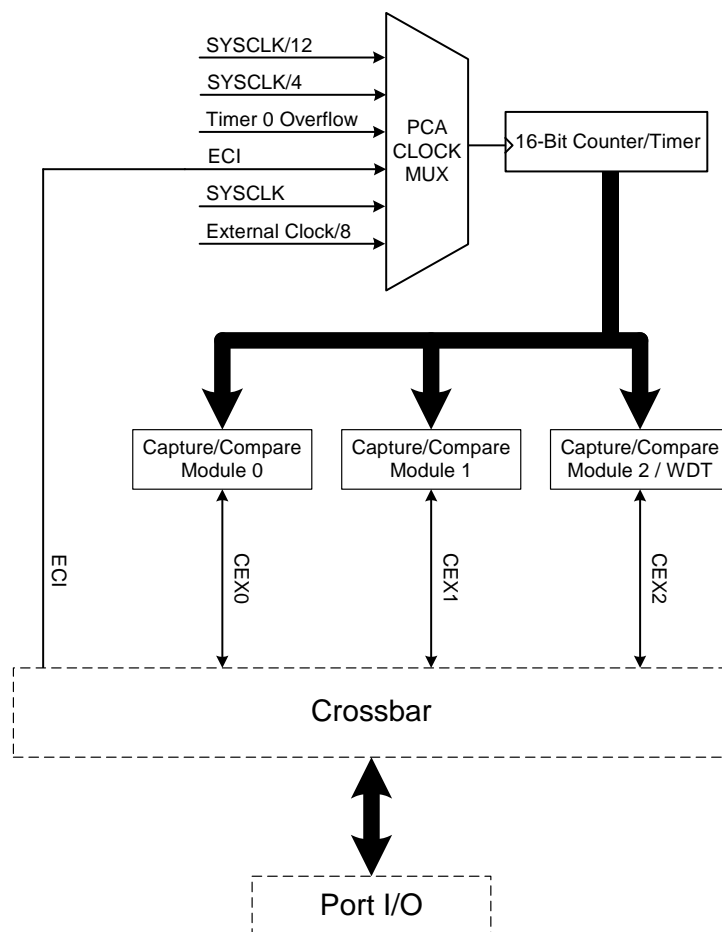 SYSCLK/12
SYSCLK/4
Timer 0 Overflow
ECI
SYSCLK
External Clock/8
PCA
CLOCK
MUX
16-Bit Counter/Timer
Capture/Compare
Module 0
Capture/Compare
Module 1
Capture/Compare
Module 2 / WDT
ECI
CEX0
CEX1
CEX2
Crossbar
Port I/O